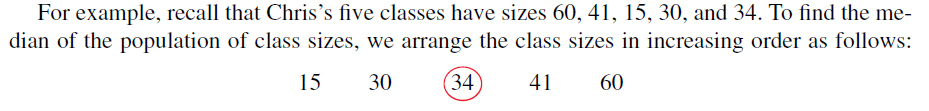 For example, recall that Chris’s five classes have sizes 60, 41, 15, 30, and 34. To find the me-
dian of the population of class sizes, we arrange the class sizes in increasing order as follows:
15 30 34 41 60